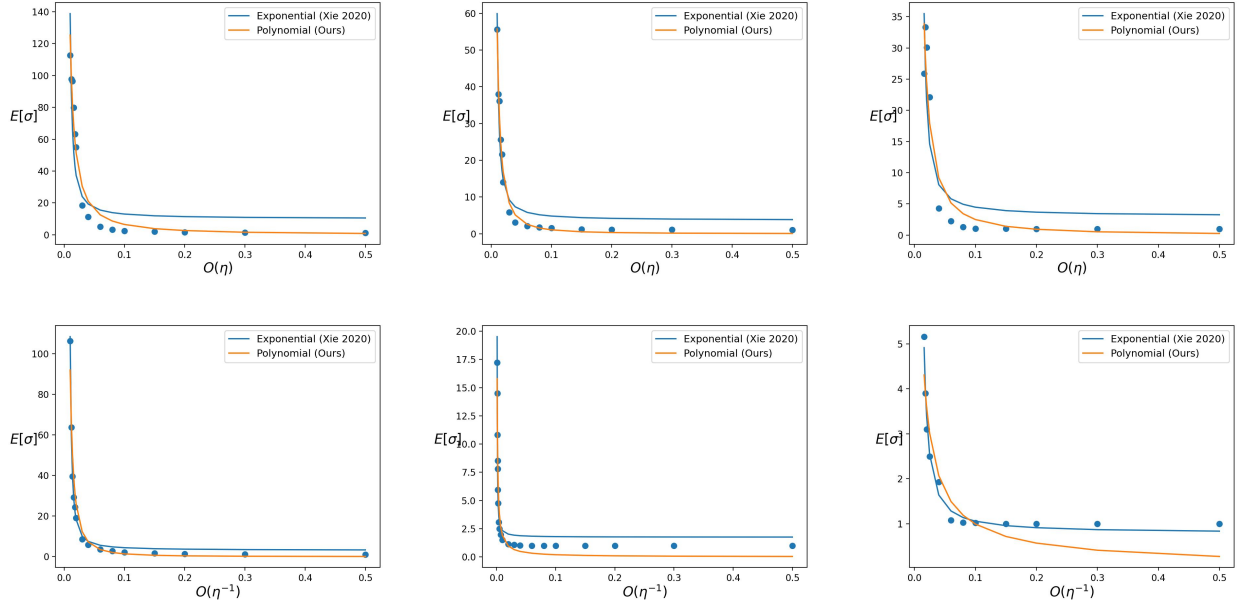 Exponential (Xie 2020)
Polynomial (Ours)
140
120
100
80
60
40
20
0
E[σ]
0.0 0.1 0.2 0.3 0.4 0.5
O(η)
Exponential (Xie 2020)
Polynomial (Ours)
60
50
40
30
20
10
0
E[σ]
0.0 0.1 0.2 0.3 0.4 0.5
O(η)
Exponential (Xie 2020)
Polynomial (Ours)
35
30
25
20
15
10
5
0
E[σ]
0.0 0.1 0.2 0.3 0.4 0.5
O(η)
Exponential (Xie 2020)
Polynomial (Ours)
100
80
60
40
20
0
E[σ]
0.0 0.1 0.2 0.3 0.4 0.5
O(η⁻¹)
Exponential (Xie 2020)
Polynomial (Ours)
20.0
17.5
15.0
12.5
10.0
7.5
5.0
2.5
0.0
E[σ]
0.0 0.1 0.2 0.3 0.4 0.5
O(η⁻¹)
Exponential (Xie 2020)
Polynomial (Ours)
5
4
3
2
1
E[σ]
0.0 0.1 0.2 0.3 0.4 0.5
O(η⁻¹)